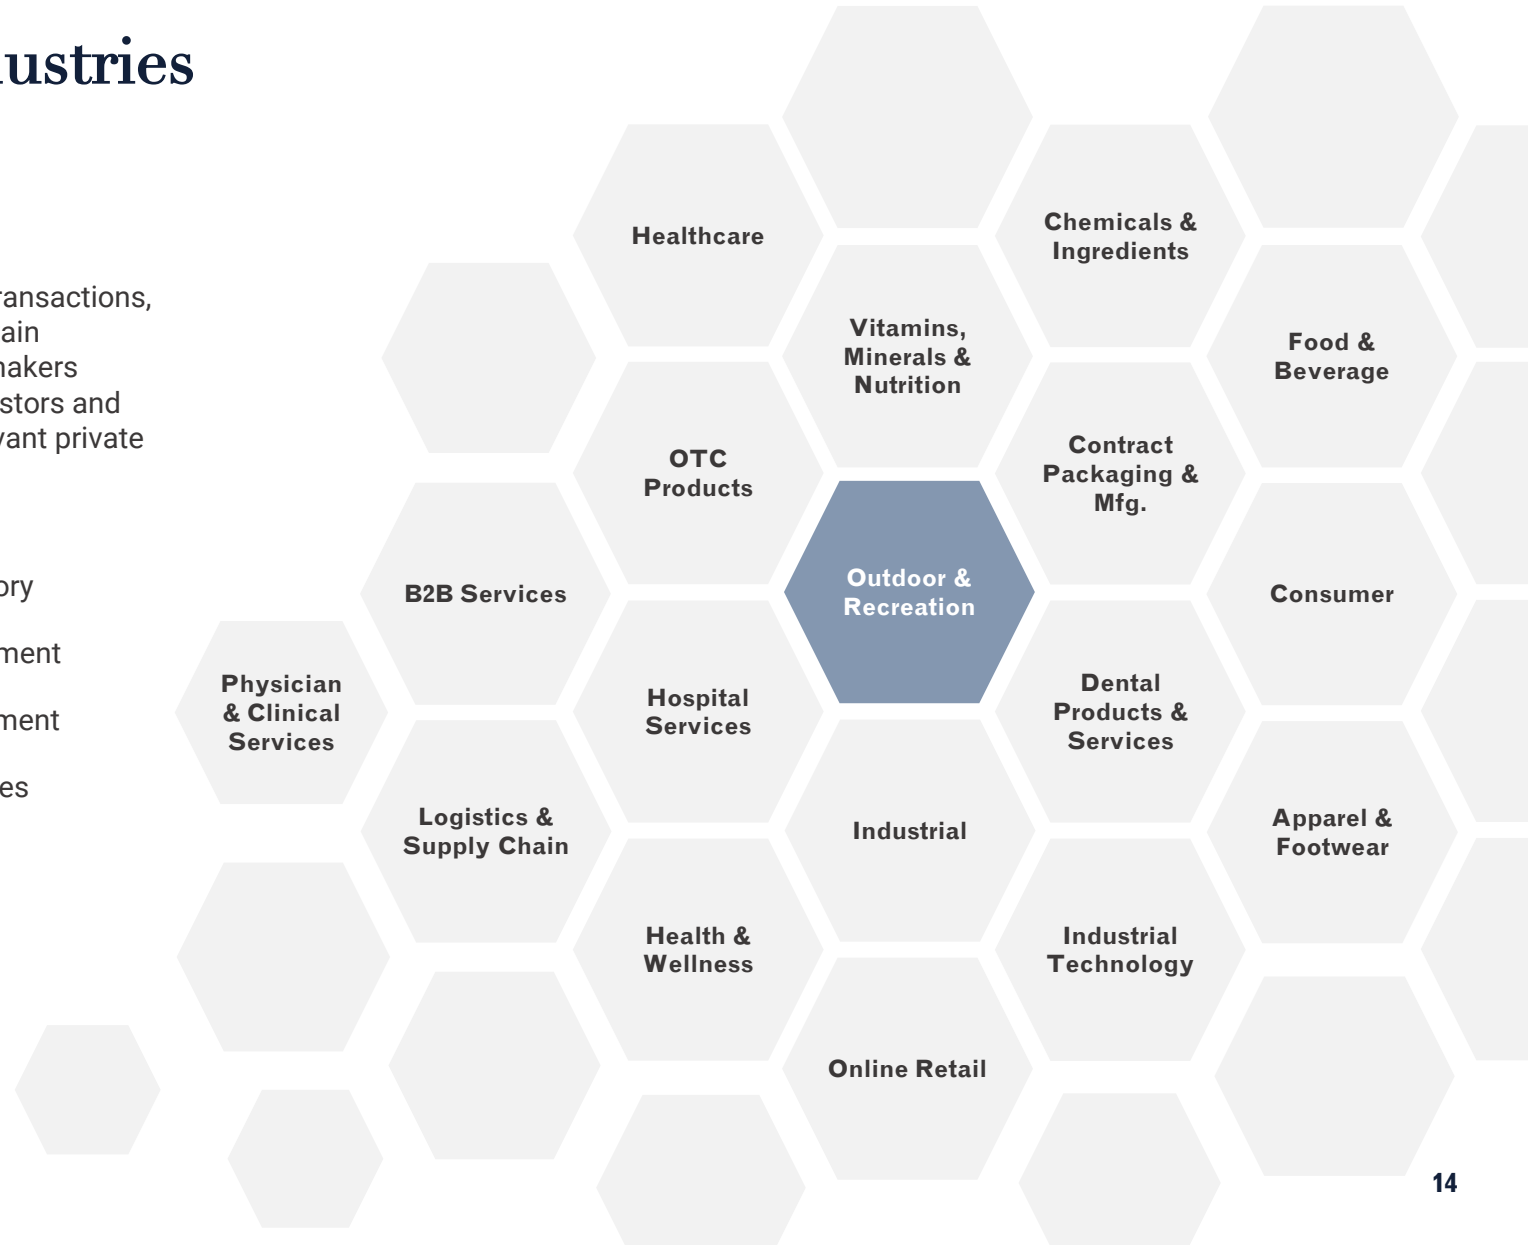 ustries
ransactions,
ain
akers
stors and
vant private
ory
ment
ment
es
Healthcare
Chemicals &
Ingredients
Vitamins,
Minerals &
Nutrition
Food &
Beverage
OTC
Products
Contract
Packaging &
Mfg.
B2B Services
Outdoor &
Recreation
Consumer
Physician
& Clinical
Services
Hospital
Services
Dental
Products &
Services
Logistics &
Supply Chain
Industrial
Apparel &
Footwear
Health &
Wellness
Industrial
Technology
Online Retail
14